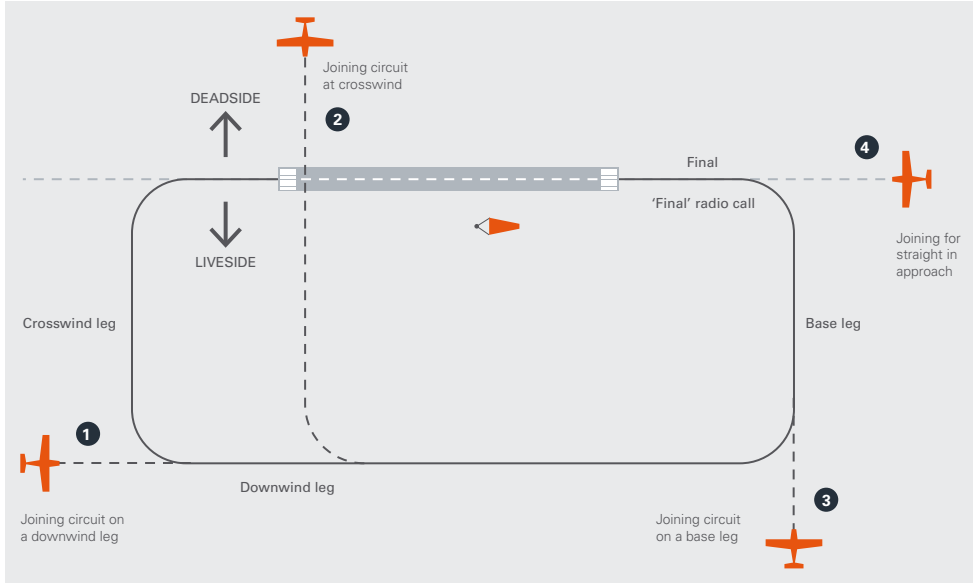 Joining circuit
at crosswind
DEADSIDE
2
4
Final
'Final' radio call
Joining for
straight in
approach
LIVESIDE
Crosswind leg
Base leg
1
Downwind leg
3
Joining circuit on
a downwind leg
Joining circuit
on a base leg